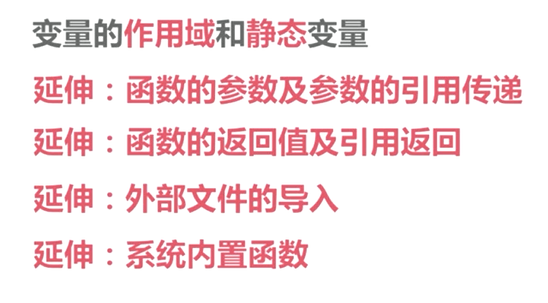 变量的作用域和静态变量
延伸：函数的参数及参数的引用传递
延伸：函数的返回值及引用返回
延伸：外部文件的导入
延伸：系统内置函数